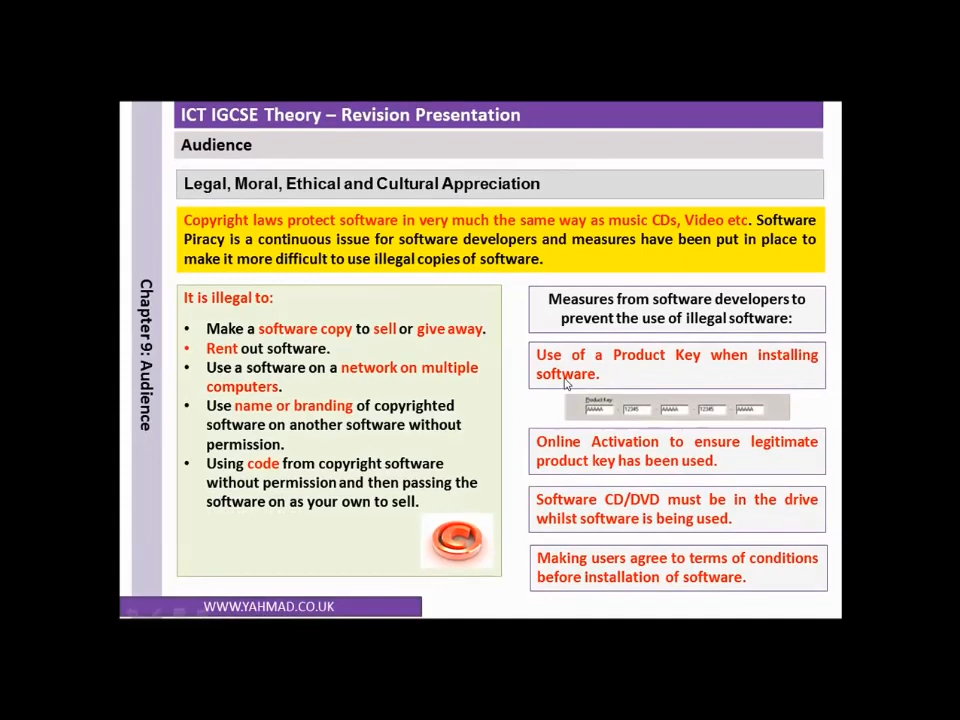 ICT IGCSE Theory – Revision Presentation
Audience
Legal, Moral, Ethical and Cultural Appreciation
Copyright laws protect software in very much the same way as music CDs, Video etc. Software
Piracy is a continuous issue for software developers and measures have been put in place to
make it more difficult to use illegal copies of software.
Chapter 9: Audience
It is illegal to:
• Make a software copy to sell or give away.
• Rent out software.
• Use a software on a network on multiple
computers.
• Use name or branding of copyrighted
software on another software without
permission.
• Using code from copyright software
without permission and then passing the
software on as your own to sell.
C
Measures from software developers to
prevent the use of illegal software:
Use of a Product Key when installing
software.
Product Key:
AAAAA - 12345 - AAAAA - 12345 - AAAAA
Online Activation to ensure legitimate
product key has been used.
Software CD/DVD must be in the drive
whilst software is being used.
Making users agree to terms of conditions
before installation of software.
WWW.YAHMAD.CO.UK